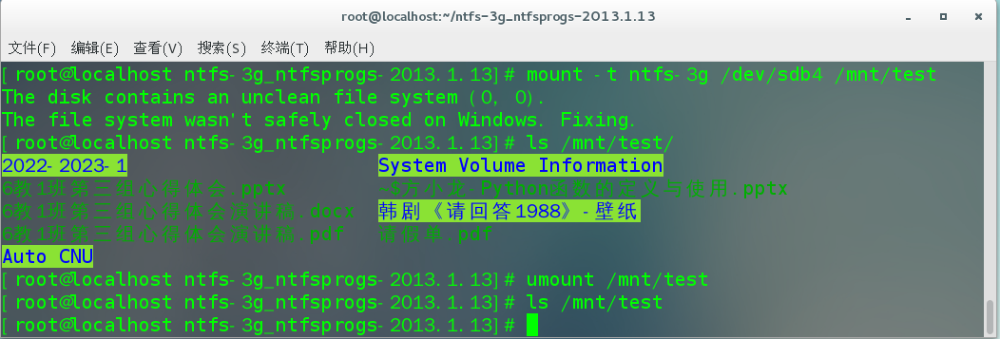 root@localhost:~/ntfs-3g_ntfsprogs-2013.1.13
文件(F) 编辑(E) 查看(V) 搜索(S) 终端(T) 帮助(H)
[root@localhost ntfs-3g_ntfsprogs-2013.1.13]# mount -t ntfs-3g /dev/sdb4 /mnt/test
The disk contains an unclean file system (0, 0).
The file system wasn't safely closed on Windows. Fixing.
[root@localhost ntfs-3g_ntfsprogs-2013.1.13]# ls /mnt/test/
2022-2023-1 System Volume Information
6教1班第三组心得体会.pptx ~$方小龙-Python函数的定义与使用.pptx
6教1班第三组心得体会演讲稿.docx 韩剧《请回答1988》-壁纸
6教1班第三组心得体会演讲稿.pdf 请假单.pdf
Auto CNU
[root@localhost ntfs-3g_ntfsprogs-2013.1.13]# umount /mnt/test
[root@localhost ntfs-3g_ntfsprogs-2013.1.13]# ls /mnt/test
[root@localhost ntfs-3g_ntfsprogs-2013.1.13]#